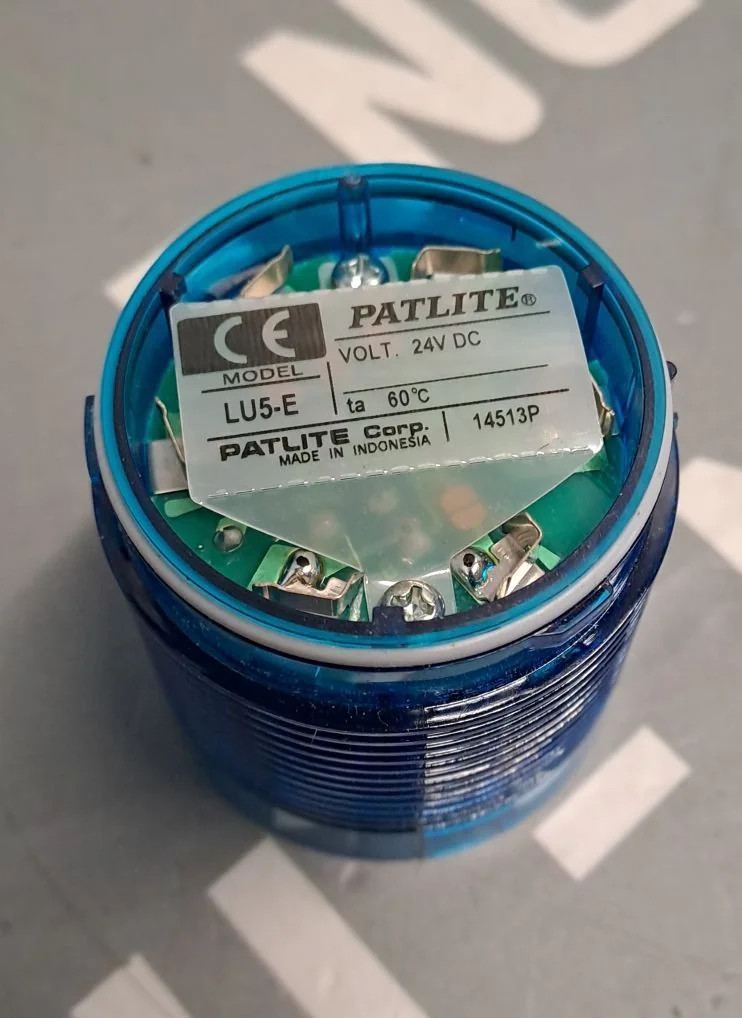 CE
PATLITE®
VOLT. 24V DC
MODEL
LU5-E
ta 60°C
PATLITE Corp.
MADE IN INDONESIA
14513P